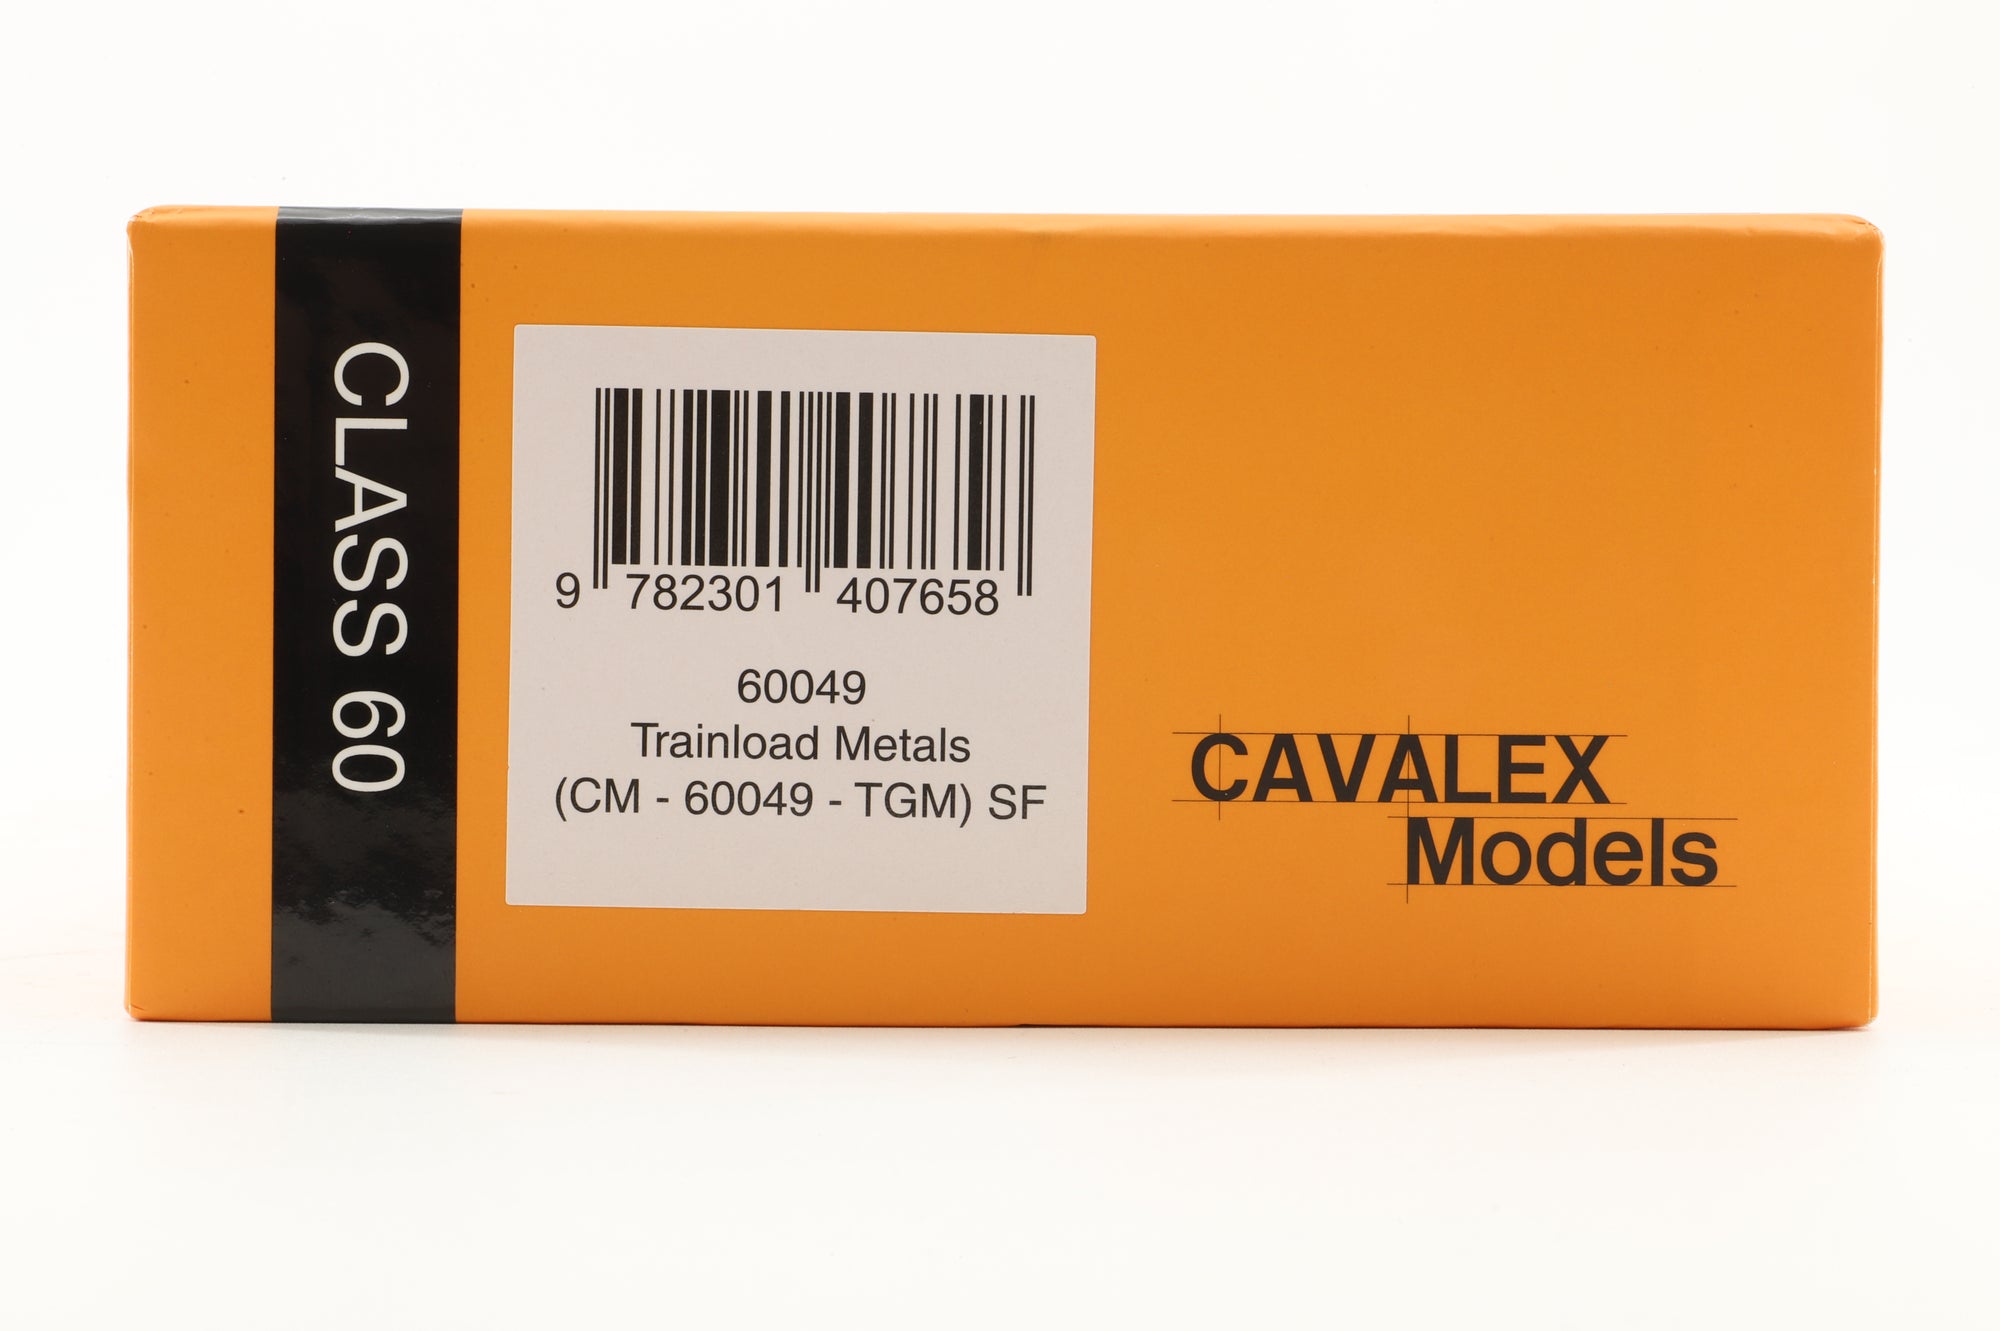 CLASS 60
9 782301 407658
60049
Trainload Metals
(CM - 60049 - TGM) SF
CAVALEX
Models